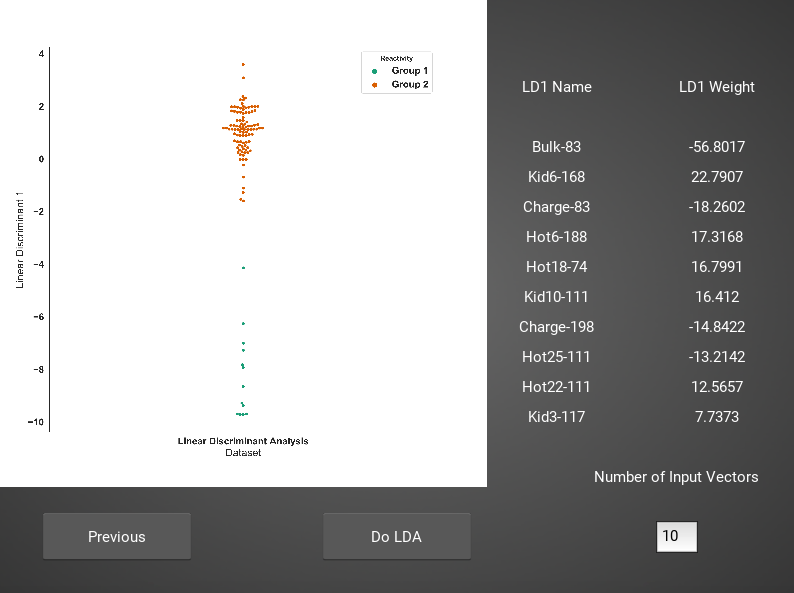 4
2
0
−2
−4
−6
−8
−10
Linear Discriminant 1
Reactivity
Group 1
Group 2
Linear Discriminant Analysis
Dataset
LD1 Name LD1 Weight
Bulk-83 -56.8017
Kid6-168 22.7907
Charge-83 -18.2602
Hot6-188 17.3168
Hot18-74 16.7991
Kid10-111 16.412
Charge-198 -14.8422
Hot25-111 -13.2142
Hot22-111 12.5657
Kid3-117 7.7373
Number of Input Vectors
Previous Do LDA 10